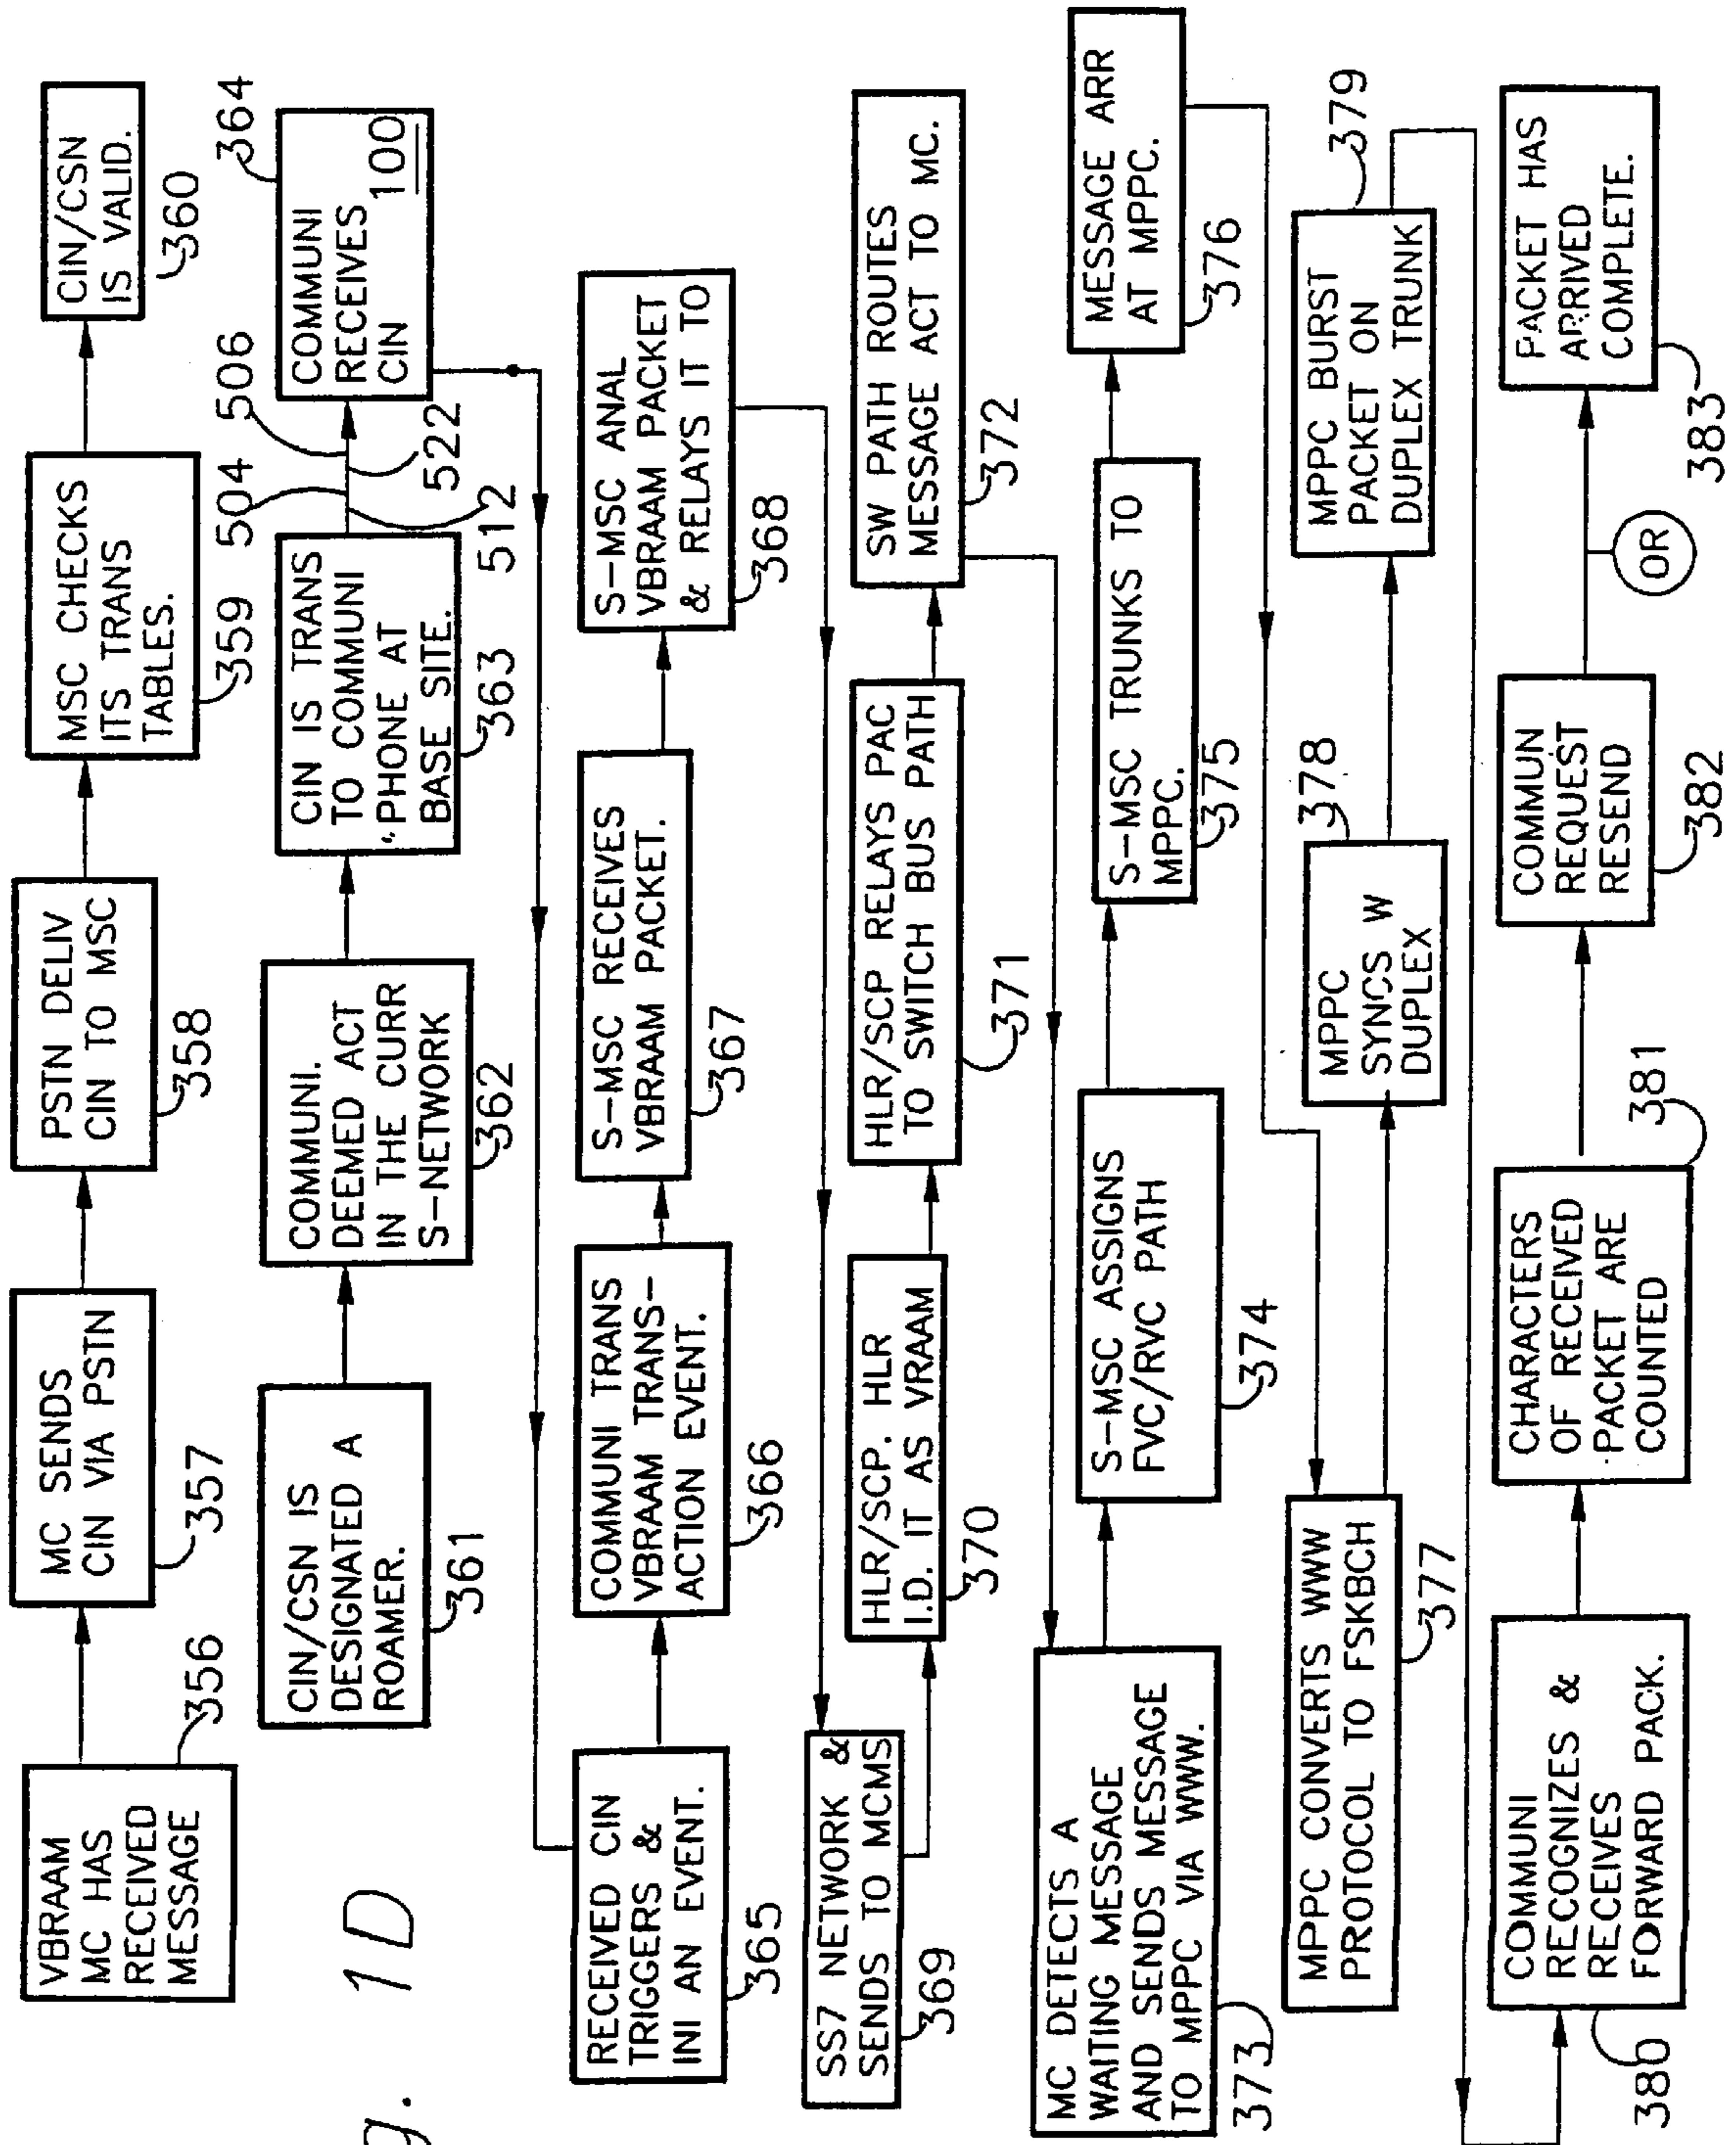 VBRAAM
MC HAS
RECEIVED
MESSAGE
356
MC SENDS
CIN VIA PSTN
357
PSTN DELIV
CIN TO MSC
358
MSC CHECKS
ITS TRANS
TABLES.
359
CIN/CSN
IS VALID.
360
CIN/CSN IS
DESIGNATED A
ROAMER.
361
COMMUNI.
DEEMED ACT
IN THE CURR
S-NETWORK
362
CIN IS TRANS
TO COMMUNI
PHONE AT
BASE SITE.
363
504
506
512
522
COMMUNI
RECEIVES
CIN
100
364
g. 1D
RECEIVED CIN
TRIGGERS &
INI AN EVENT.
365
COMMUNI TRANS
VBRAAM TRANS-
ACTION EVENT.
366
S-MSC RECEIVES
VBRAAM PACKET.
367
S-MSC ANAL
VBRAAM PACKET
& RELAYS IT TO
368
SS7 NETWORK &
SENDS TO MCMS
369
HLR/SCP. HLR
I.D. IT AS VRAAM
370
HLR/SCP RELAYS PAC
TO SWITCH BUS PATH
371
SW PATH ROUTES
MESSAGE ACT TO MC.
372
MC DETECTS A
WAITING MESSAGE
AND SENDS MESSAGE
TO MPPC VIA WWW.
373
S-MSC ASSIGNS
FVC/RVC PATH
374
S-MSC TRUNKS TO
MPPC.
375
MESSAGE ARR
AT MPPC.
376
MPPC CONVERTS WWW
PROTOCOL TO FSKBCH
377
MPPC
SYNCS W
DUPLEX
378
MPPC BURST
PACKET ON
DUPLEX TRUNK
379
COMMUNI
RECOGNIZES &
RECEIVES
FORWARD PACK.
380
CHARACTERS
OF RECEIVED
PACKET ARE
COUNTED
381
COMMUN
REQUEST
RESEND
382
OR
PACKET HAS
ARRIVED
COMPLETE.
383